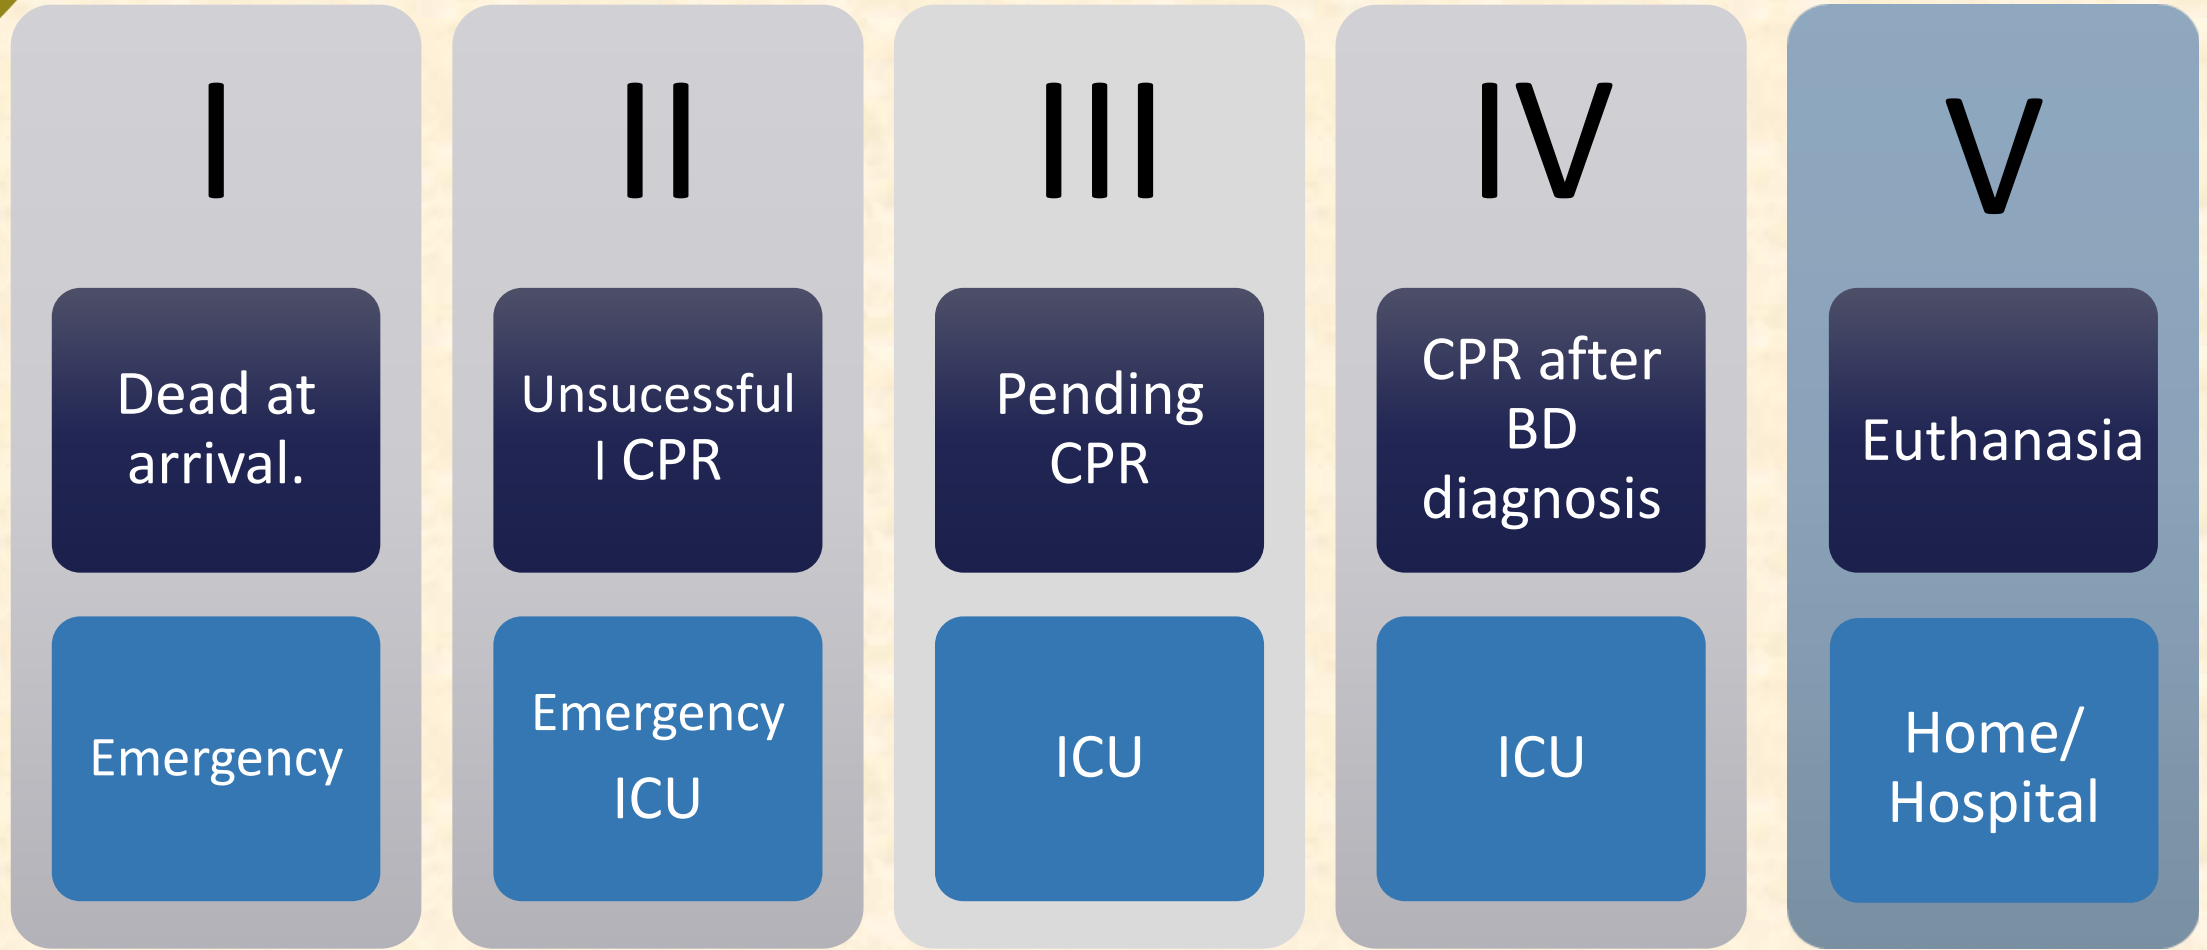 I
Dead at
arrival.
Emergency
II
Unsucessful
l CPR
Emergency
ICU
III
Pending
CPR
ICU
IV
CPR after
BD
diagnosis
ICU
V
Euthanasia
Home/
Hospital